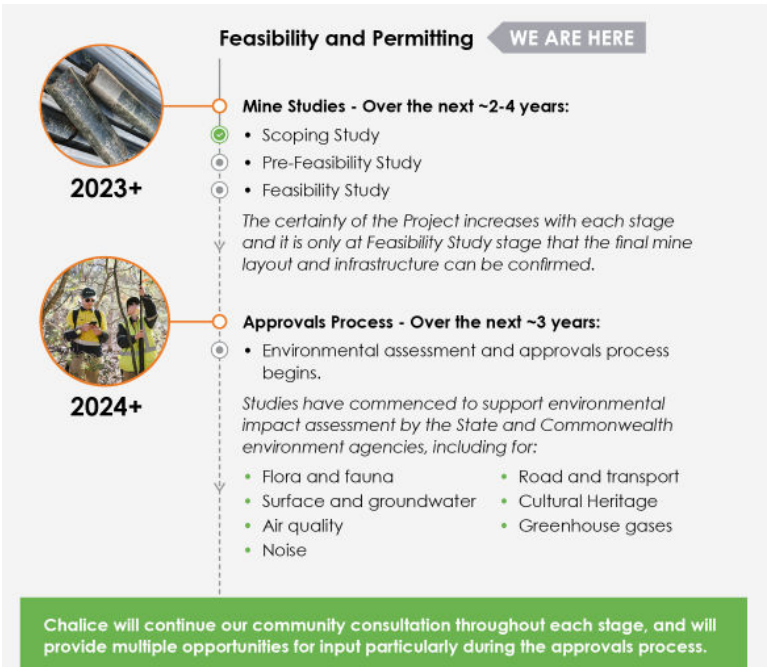 Feasibility and Permitting
WE ARE HERE
Mine Studies - Over the next ~2-4 years:
• Scoping Study
• Pre-Feasibility Study
• Feasibility Study
2023+
The certainty of the Project increases with each stage
and it is only at Feasibility Study stage that the final mine
layout and infrastructure can be confirmed.
Approvals Process - Over the next ~3 years:
• Environmental assessment and approvals process
begins.
2024+
Studies have commenced to support environmental
impact assessment by the State and Commonwealth
environment agencies, including for:
• Flora and fauna
• Surface and groundwater
• Air quality
• Noise
• Road and transport
• Cultural Heritage
• Greenhouse gases
Chalice will continue our community consultation throughout each stage, and will
provide multiple opportunities for input particularly during the approvals process.